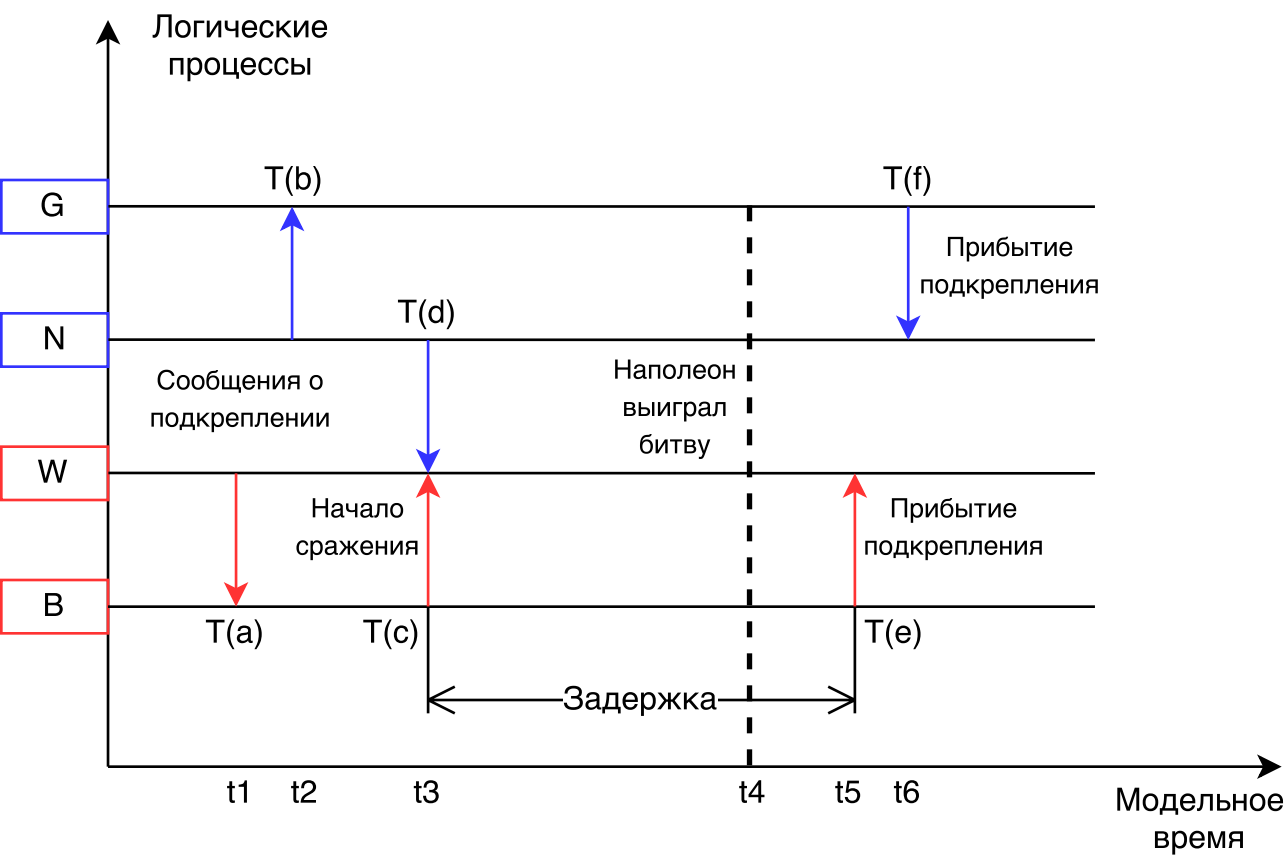 Логические
процессы
T(b)
T(f)
G
Прибытие
подкрепления
T(d)
N
Сообщения о
подкреплении
Наполеон
выиграл
битву
W
Начало
сражения
Прибытие
подкрепления
B
T(a)
T(c)
T(e)
Задержка
t1 t2 t3 t4 t5 t6
Модельное
время